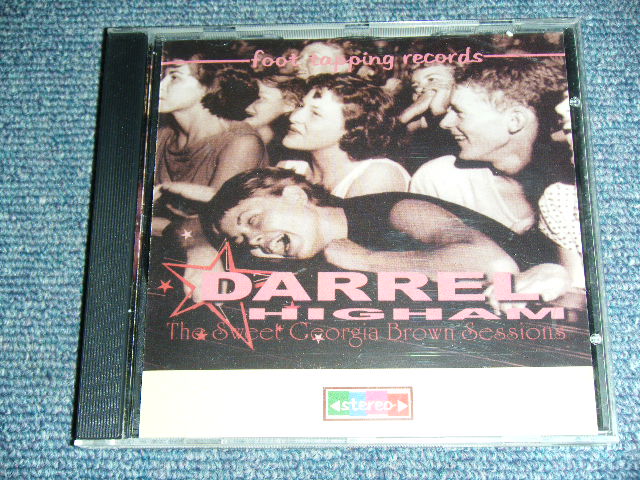 foot tapping records
DARREL
HIGHAM
The Sweet Georgia Brown Sessions
stereo